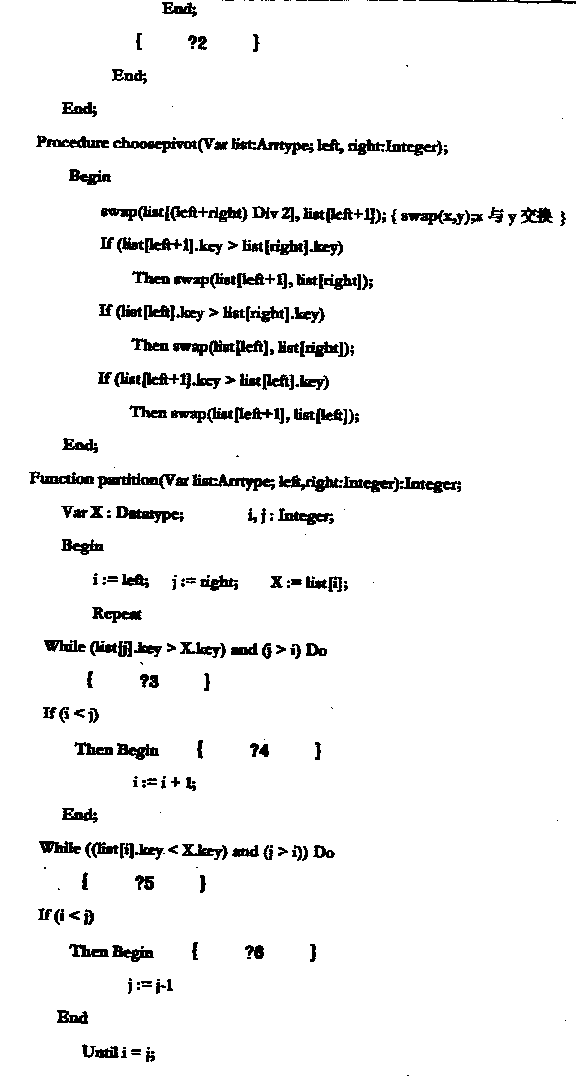 End;
{ ?2 }
End;
End;
Procedure choosepivot(Var list:Arrtype; left, right:Integer);
Begin
swap(list[(left+right) Div 2], list[left+1]); { swap(x,y);x 与 y 交换 }
If (list[left+1].key > list[right].key)
Then swap(list[left+1], list[right]);
If (list[left].key > list[right].key)
Then swap(list[left], list[right]);
If (list[left+1].key > list[left].key)
Then swap(list[left+1], list[left]);
End;
Function partition(Var list:Arrtype; left,right:Integer):Integer;
Var X : Datatype; i, j : Integer;
Begin
i := left; j := right; X := list[i];
Repeat
While (list[j].key > X.key) and (j > i) Do
{ ?3 }
If (i < j)
Then Begin { ?4 }
i := i + 1;
End;
While ((list[i].key < X.key) and (j > i)) Do
{ ?5 }
If (i < j)
Then Begin { ?6 }
j := j-1
End
Until i = j;